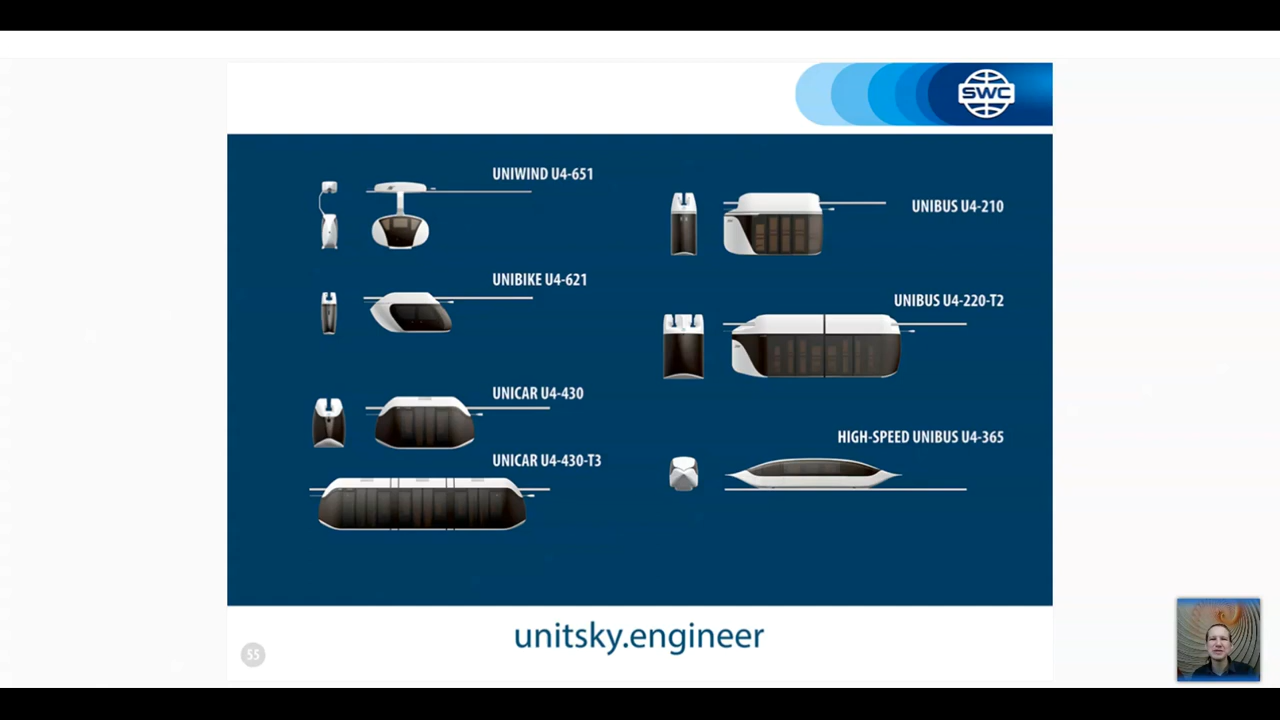 SWC
UNIWIND U4-651
UNIBIKE U4-621
UNICAR U4-430
UNICAR U4-430-T3
UNIBUS U4-210
UNIBUS U4-220-T2
HIGH-SPEED UNIBUS U4-365
unitsky.engineer
55